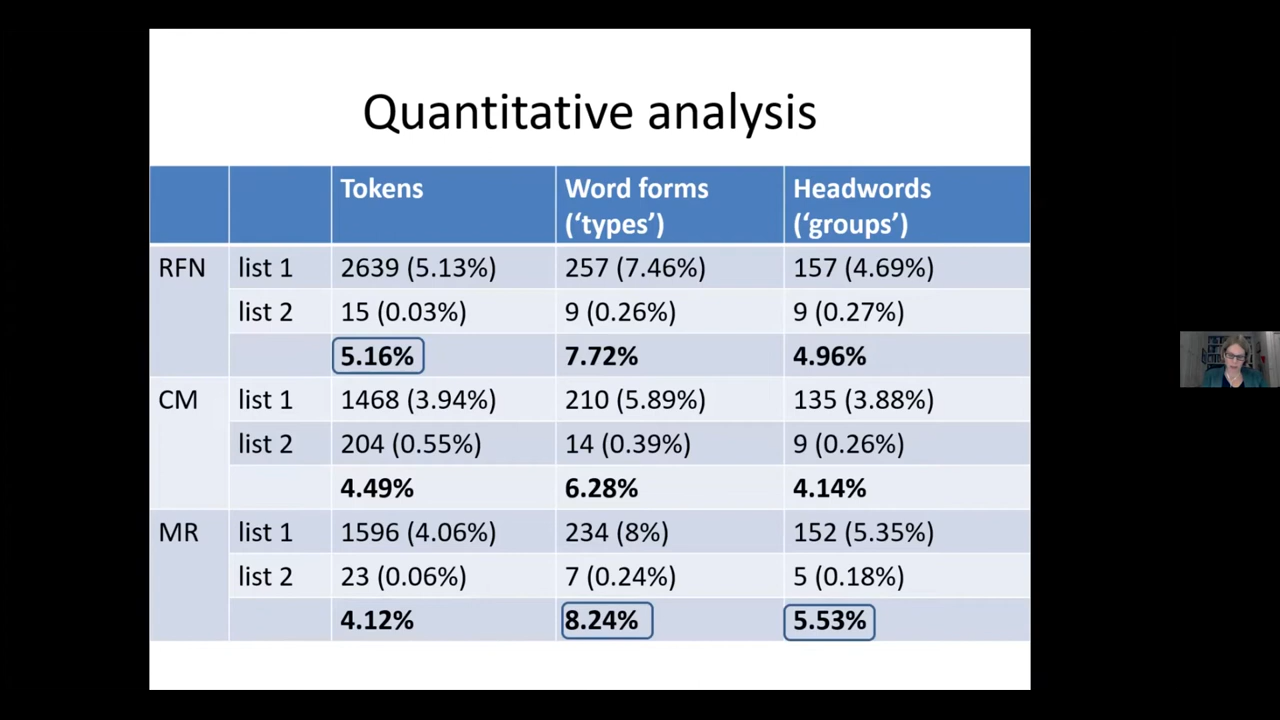 Quantitative analysis
Tokens Word forms (‘types’) Headwords (‘groups’)
RFN list 1 2639 (5.13%) 257 (7.46%) 157 (4.69%)
list 2 15 (0.03%) 9 (0.26%) 9 (0.27%)
5.16% 7.72% 4.96%
CM list 1 1468 (3.94%) 210 (5.89%) 135 (3.88%)
list 2 204 (0.55%) 14 (0.39%) 9 (0.26%)
4.49% 6.28% 4.14%
MR list 1 1596 (4.06%) 234 (8%) 152 (5.35%)
list 2 23 (0.06%) 7 (0.24%) 5 (0.18%)
4.12% 8.24% 5.53%